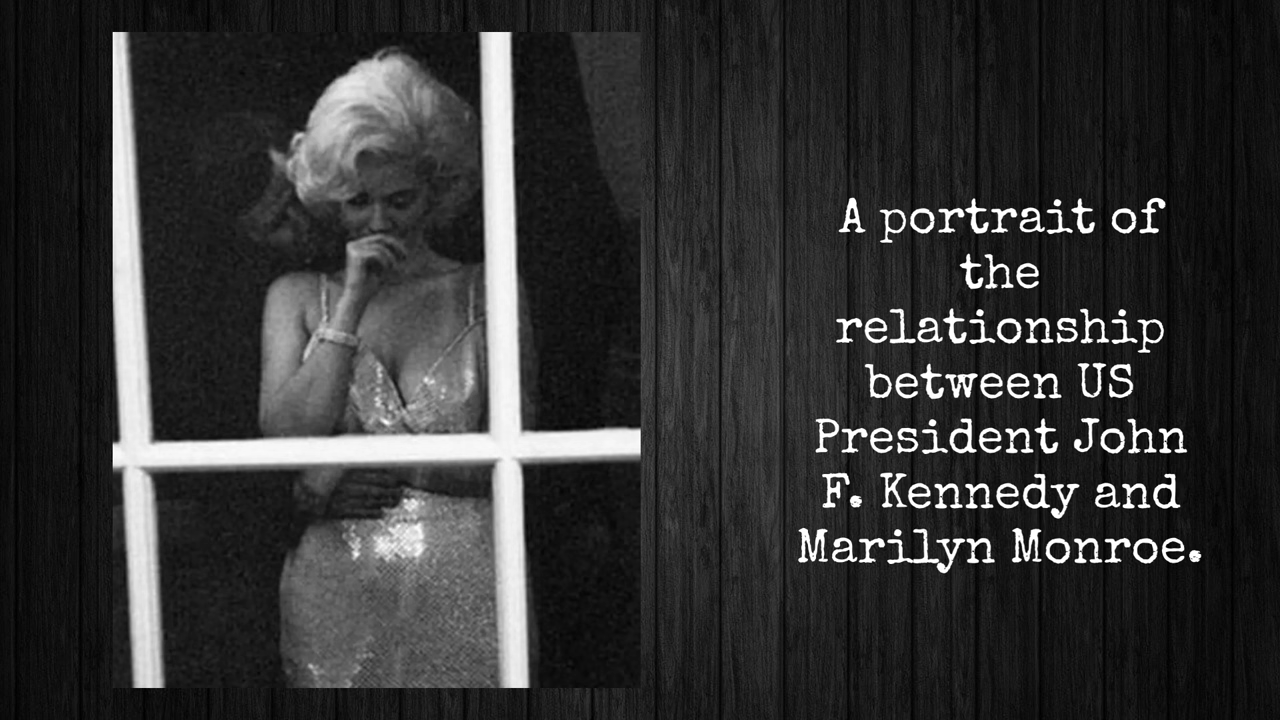 A portrait of
the
relationship
between US
President John
F. Kennedy and
Marilyn Monroe.